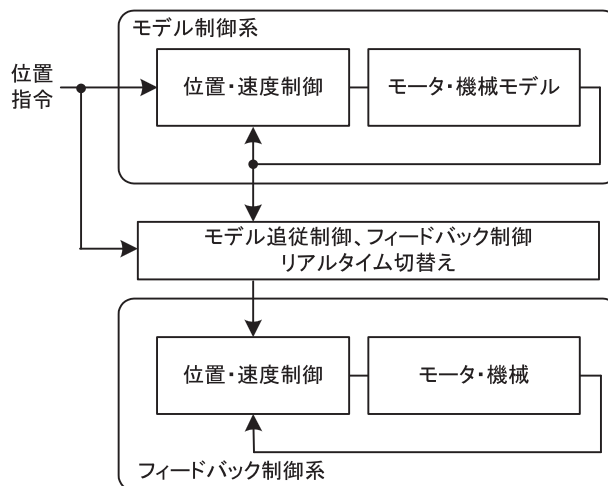 モデル制御系
位置
指令
位置・速度制御
モータ・機械モデル
モデル追従制御、フィードバック制御
リアルタイム切替え
位置・速度制御
モータ・機械
フィードバック制御系